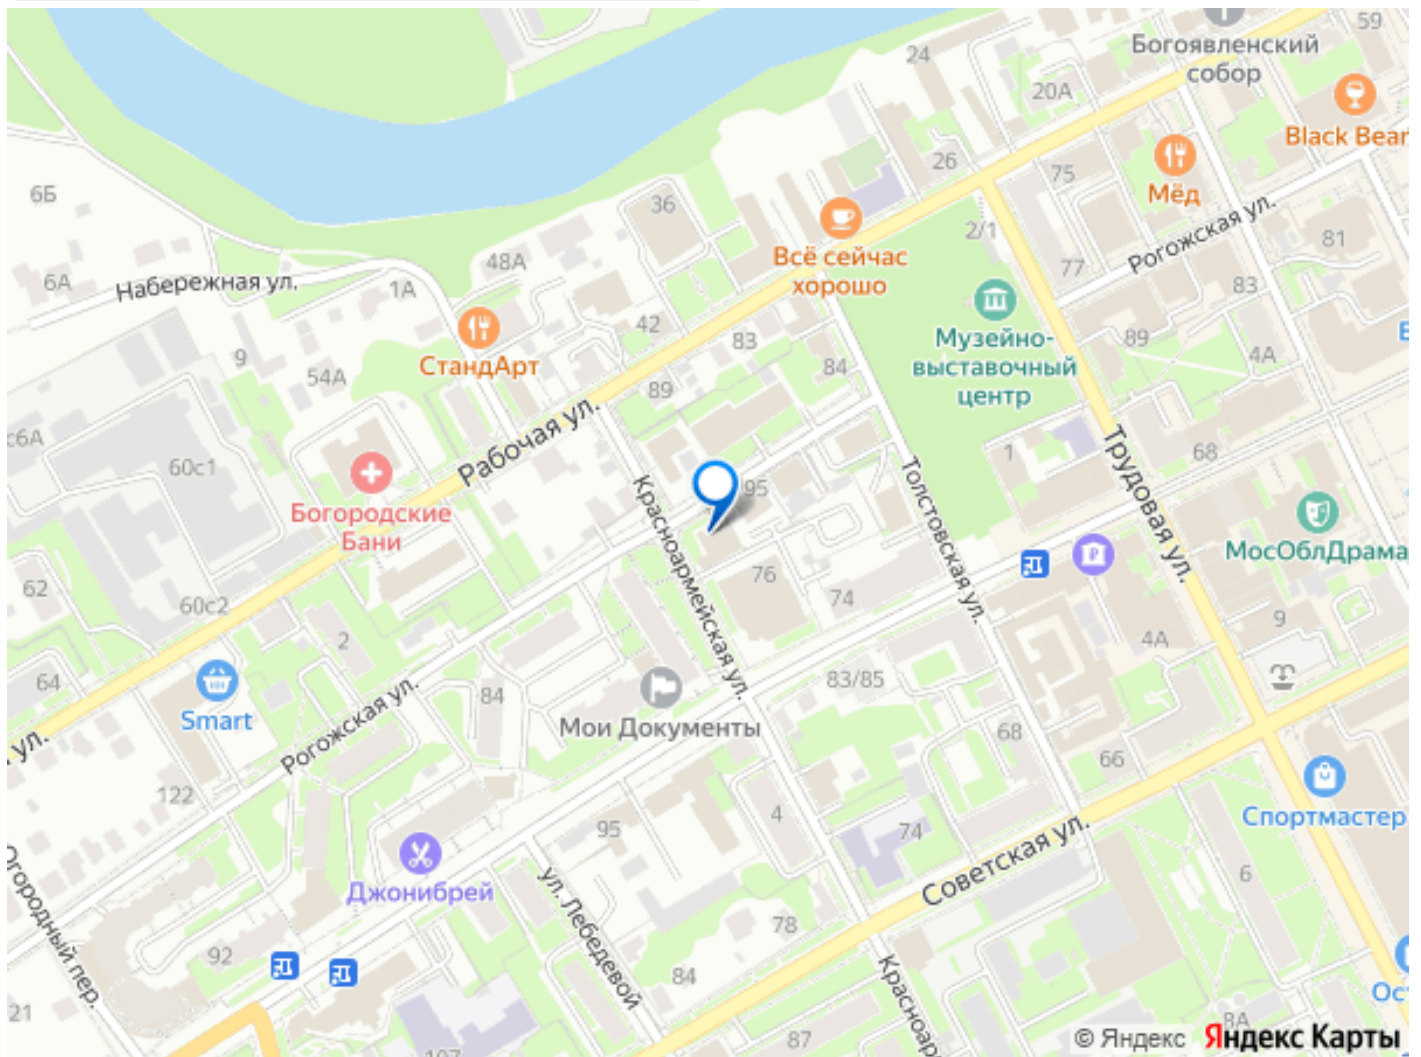 Богоявленский
собор
59
24
20А
Black Bear
26
75
Мёд
6Б
36
Рогожская ул.
2/1
81
Всё сейчас
хорошо
48А
77
6А
Набережная ул.
1А
83
42
Музейно-
выставочный
центр
СтандАрт
83
89
4А
9
84
54А
89
с6А
Рабочая ул.
60с1
1
Трудовая ул.
68
Толстовская ул.
95
Красноармейская ул.
Богородские
Бани
МосОблДрама
62
76
74
60с2
9
2
4А
64
83/85
84
Smart
Рогожская ул.
Мои Документы
ул.
68
66
122
4
Спортмастер
95
74
Советская ул.
6
Джонибрей
ул. Лебедевой
Огородный пер.
78
92
84
Красноар
Ост
21
8А
87
107
© Яндекс Яндекс Карты